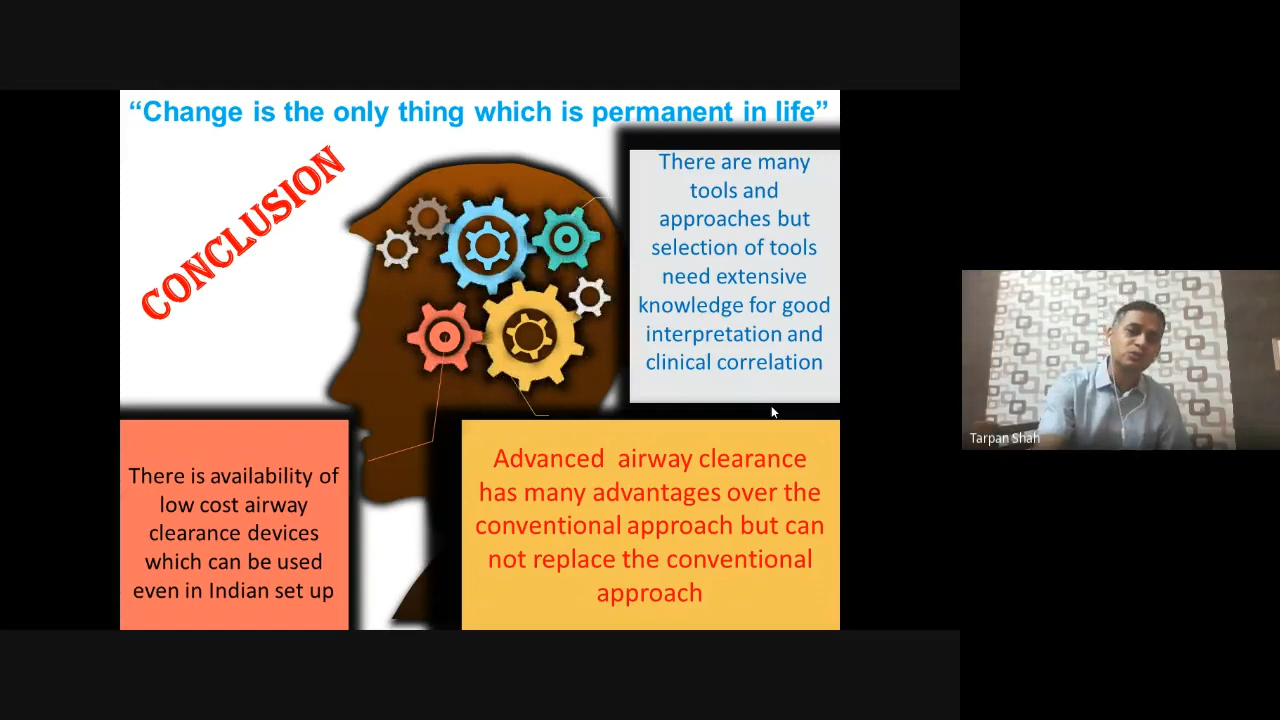 “Change is the only thing which is permanent in life”
CONCLUSION
There are many
tools and
approaches but
selection of tools
need extensive
knowledge for good
interpretation and
clinical correlation
There is availability of
low cost airway
clearance devices
which can be used
even in Indian set up
Advanced  airway clearance
has many advantages over the
conventional approach but can
not replace the conventional
approach
Tarpan Shah